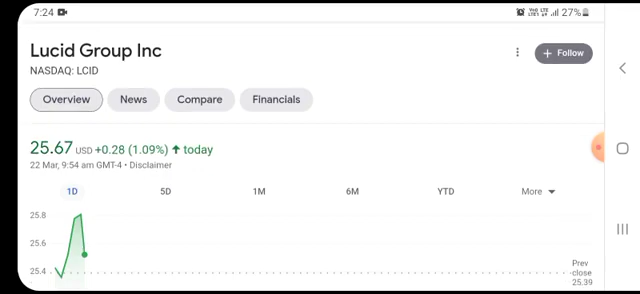 7:24
27%
Lucid Group Inc
+ Follow
NASDAQ: LCID
Overview
News
Compare
Financials
25.67 USD +0.28 (1.09%) ↑ today
22 Mar, 9:54 am GMT-4 • Disclaimer
1D
5D
1M
6M
YTD
More
25.8
25.6
25.4
Prev
close
25.39